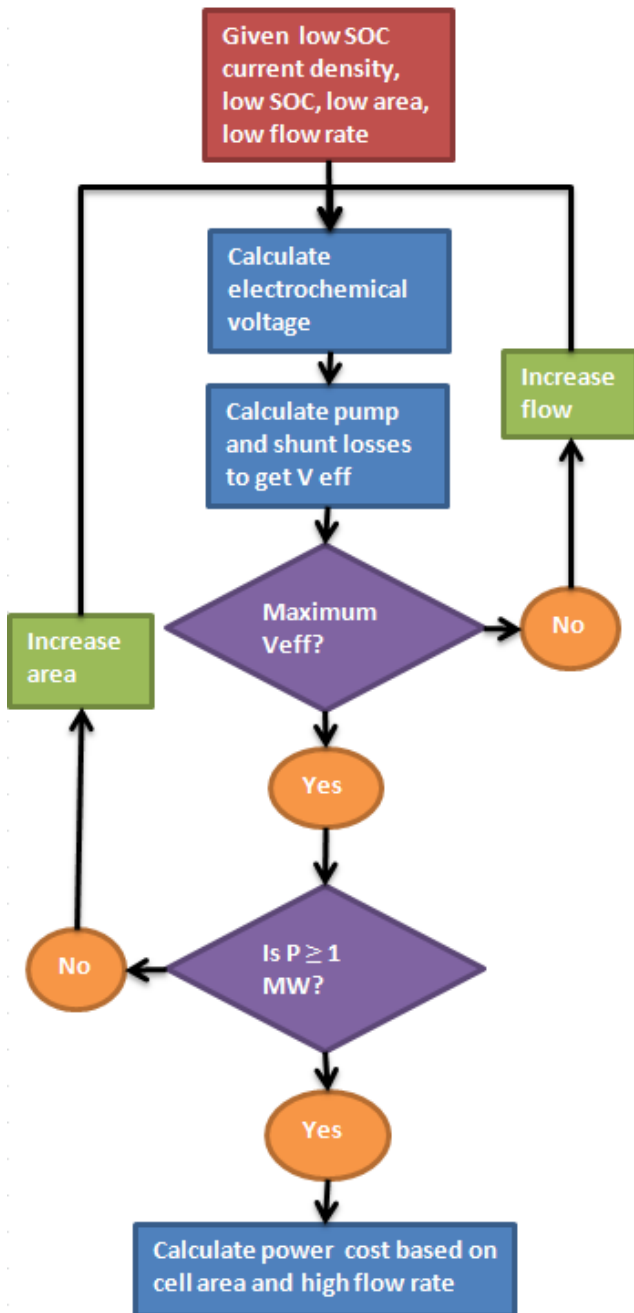 Given low SOC
current density,
low SOC, low area,
low flow rate
Calculate
electrochemical
voltage
Increase
flow
Calculate pump
and shunt losses
to get V eff
Maximum
Veff?
No
Increase
area
Yes
Is P ≥ 1
MW?
No
Yes
Calculate power cost based on
cell area and high flow rate